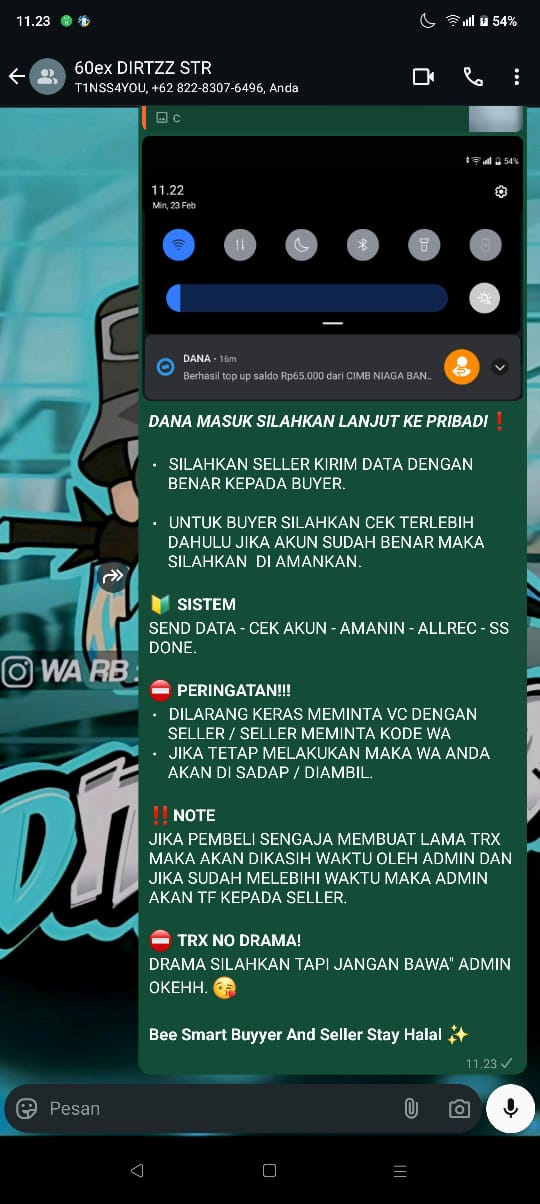 11.23
54%
60ex DIRTZZ STR
T1NSS4YOU, +62 822-8307-6496, Anda
C
54%
11.22
Min, 23 Feb
DANA • 16m
Berhasil top up saldo Rp65.000 dari CIMB NIAGA BAN..
DANA MASUK SILAHKAN LANJUT KE PRIBADI❗
• SILAHKAN SELLER KIRIM DATA DENGAN
BENAR KEPADA BUYER.
• UNTUK BUYER SILAHKAN CEK TERLEBIH
DAHULU JIKA AKUN SUDAH BENAR MAKA
SILAHKAN DI AMANKAN.
🔰 SISTEM
SEND DATA - CEK AKUN - AMANIN - ALLREC - SS
DONE.
WA RB :
⛔ PERINGATAN!!!
• DILARANG KERAS MEMINTA VC DENGAN
SELLER / SELLER MEMINTA KODE WA
• JIKA TETAP MELAKUKAN MAKA WA ANDA
AKAN DI SADAP / DIAMBIL.
‼️NOTE
JIKA PEMBELI SENGAJA MEMBUAT LAMA TRX
MAKA AKAN DIKASIH WAKTU OLEH ADMIN DAN
JIKA SUDAH MELEBIHI WAKTU MAKA ADMIN
AKAN TF KEPADA SELLER.
⛔ TRX NO DRAMA!
DRAMA SILAHKAN TAPI JANGAN BAWA" ADMIN
OKEHH. 😘
Bee Smart Buyyer And Seller Stay Halal ✨
11.23
Pesan